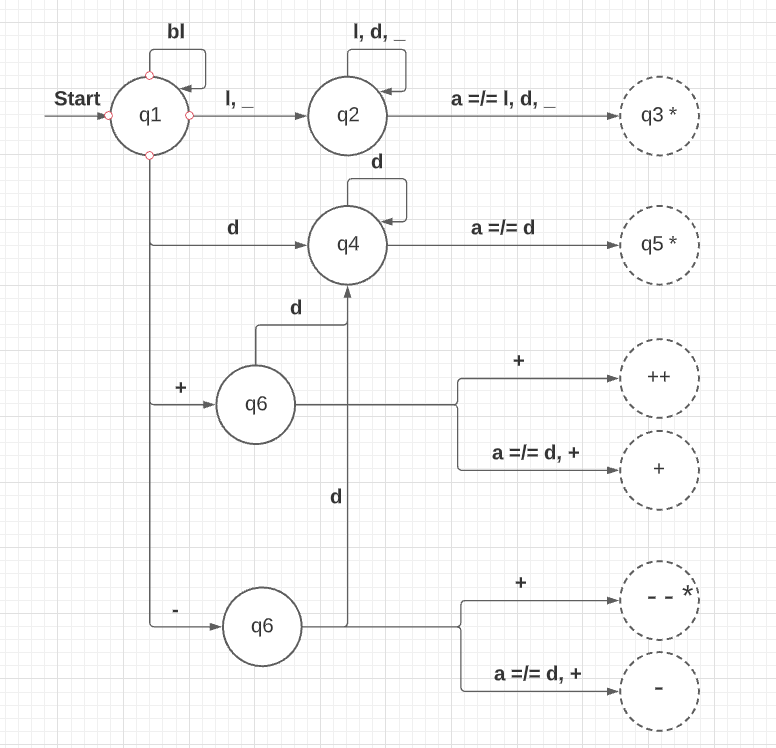 bl
l, d, _
Start
q1
l, _
q2
a =/= l, d, _
q3 *
d
d
q4
a =/= d
q5 *
d
+
q6
+
++
a =/= d, +
+
d
-
q6
+
- - *
a =/= d, +
-